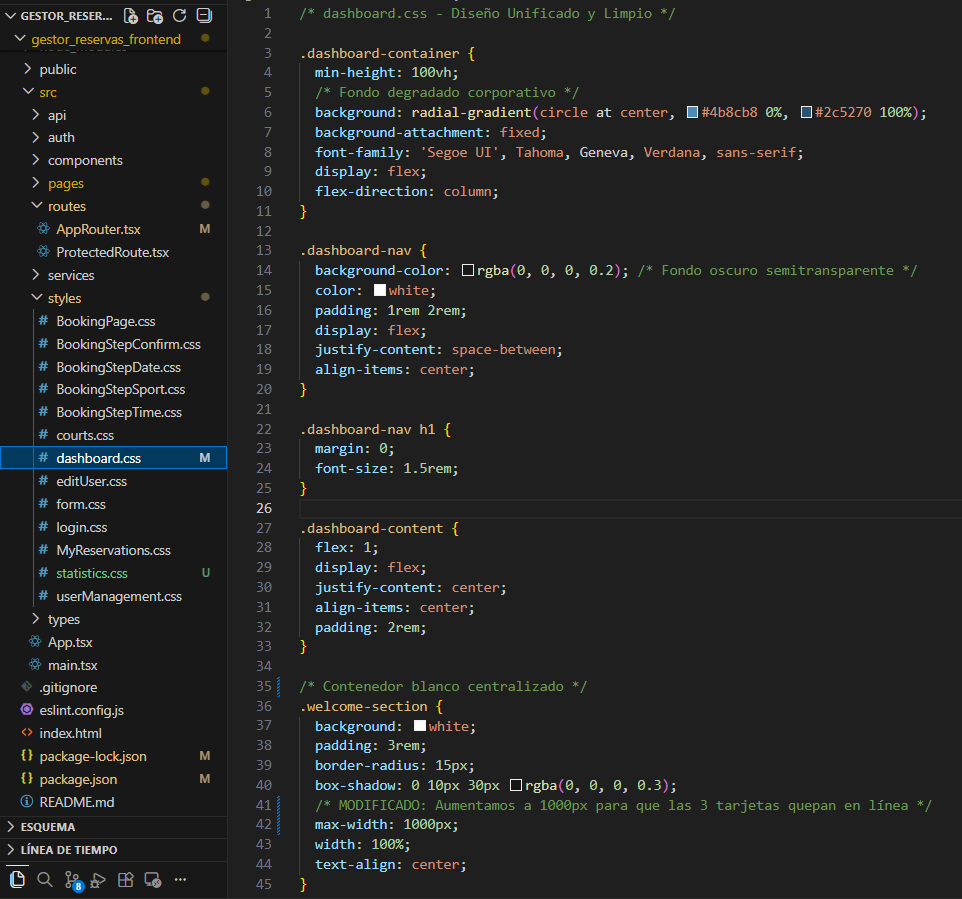 GESTOR_RESER...
gestor_reservas_frontend
public
src
api
auth
components
pages
routes
AppRouter.tsx M
ProtectedRoute.tsx
services
styles
# BookingPage.css
# BookingStepConfirm.css
# BookingStepDate.css
# BookingStepSport.css
# BookingStepTime.css
# courts.css
# dashboard.css M
# editUser.css
# form.css
# login.css
# MyReservations.css
# statistics.css U
# userManagement.css
types
App.tsx
main.tsx
.gitignore
eslint.config.js
<> index.html
{} package-lock.json M
{} package.json M
README.md
ESQUEMA
LÍNEA DE TIEMPO
8
1 /* dashboard.css - Diseño Unificado y Limpio */
2
3 .dashboard-container {
4 min-height: 100vh;
5 /* Fondo degradado corporativo */
6 background: radial-gradient(circle at center, #4b8cb8 0%, #2c5270 100%);
7 background-attachment: fixed;
8 font-family: 'Segoe UI', Tahoma, Geneva, Verdana, sans-serif;
9 display: flex;
10 flex-direction: column;
11 }
12
13 .dashboard-nav {
14 background-color: rgba(0, 0, 0, 0.2); /* Fondo oscuro semitransparente */
15 color: white;
16 padding: 1rem 2rem;
17 display: flex;
18 justify-content: space-between;
19 align-items: center;
20 }
21
22 .dashboard-nav h1 {
23 margin: 0;
24 font-size: 1.5rem;
25 }
26
27 .dashboard-content {
28 flex: 1;
29 display: flex;
30 justify-content: center;
31 align-items: center;
32 padding: 2rem;
33 }
34
35 /* Contenedor blanco centralizado */
36 .welcome-section {
37 background: white;
38 padding: 3rem;
39 border-radius: 15px;
40 box-shadow: 0 10px 30px rgba(0, 0, 0, 0.3);
41 /* MODIFICADO: Aumentamos a 1000px para que las 3 tarjetas quepan en línea */
42 max-width: 1000px;
43 width: 100%;
44 text-align: center;
45 }